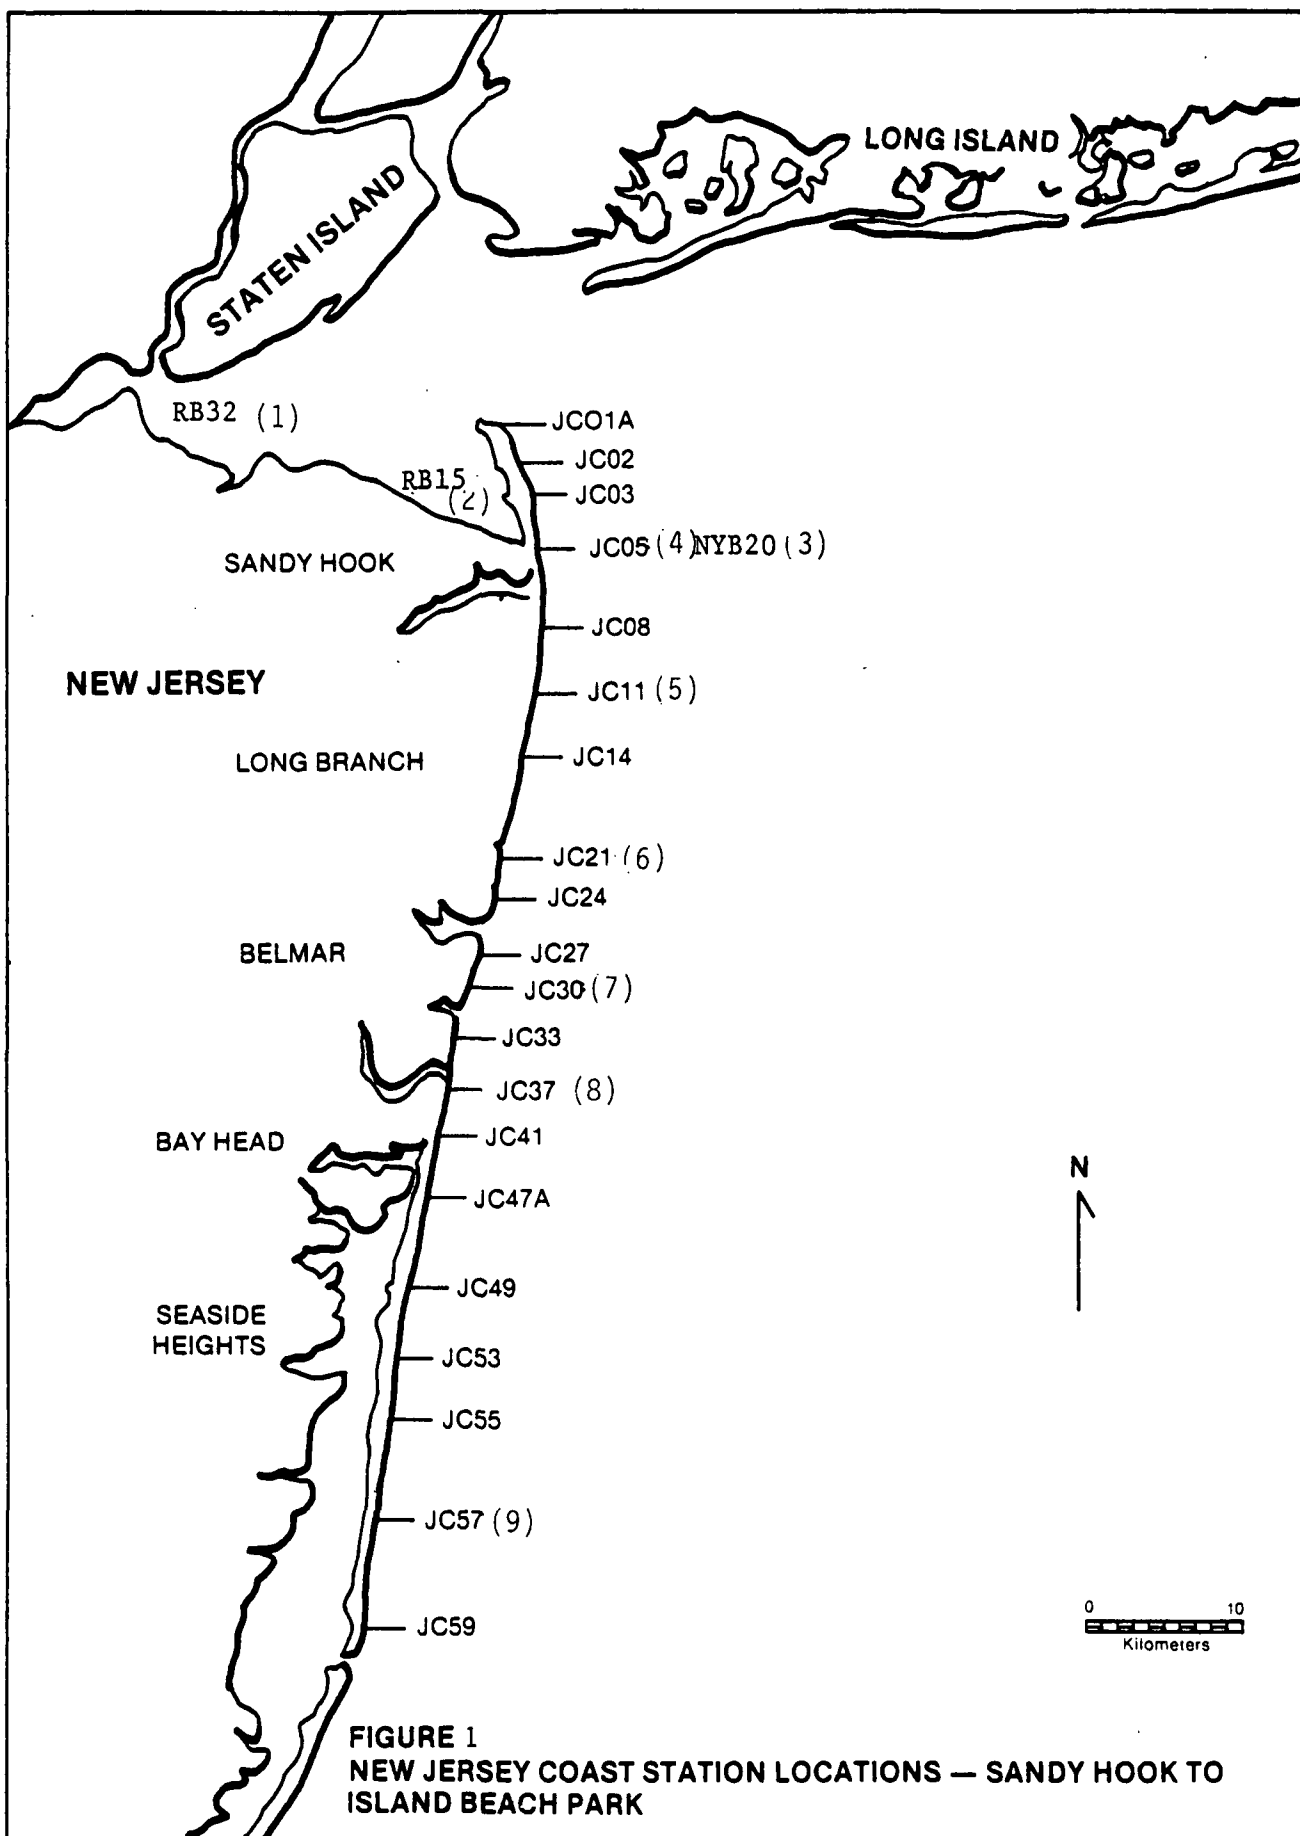 LONG ISLAND
STATEN ISLAND
RB32 (1)
JCO1A
JC02
RB15
(2)
JC03
JC05 (4) NYB20 (3)
SANDY HOOK
JC08
NEW JERSEY
JC11 (5)
LONG BRANCH
JC14
JC21 (6)
JC24
BELMAR
JC27
JC30 (7)
JC33
JC37 (8)
BAY HEAD
JC41
N
JC47A
JC49
SEASIDE
HEIGHTS
JC53
JC55
JC57 (9)
0 10
Kilometers
JC59
FIGURE 1
NEW JERSEY COAST STATION LOCATIONS — SANDY HOOK TO
ISLAND BEACH PARK